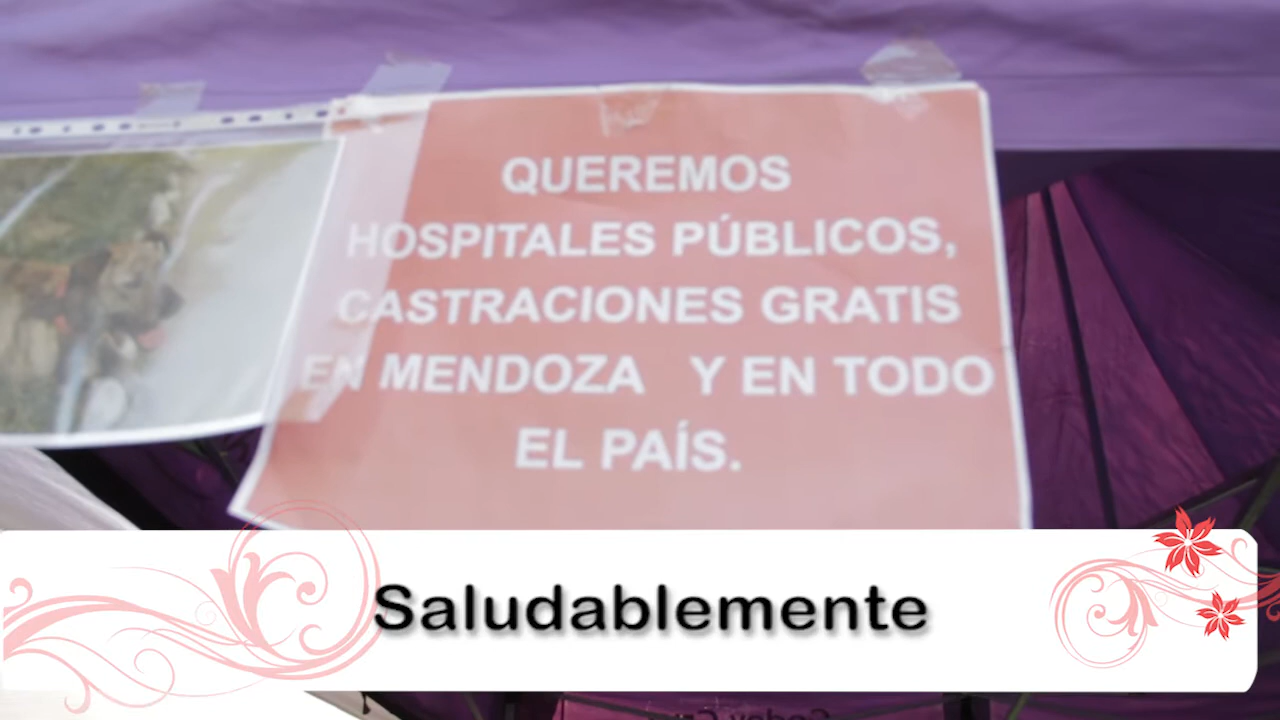 QUEREMOS
HOSPITALES PÚBLICOS,
CASTRACIONES GRATIS
EN MENDOZA Y EN TODO
EL PAÍS.
Saludablemente